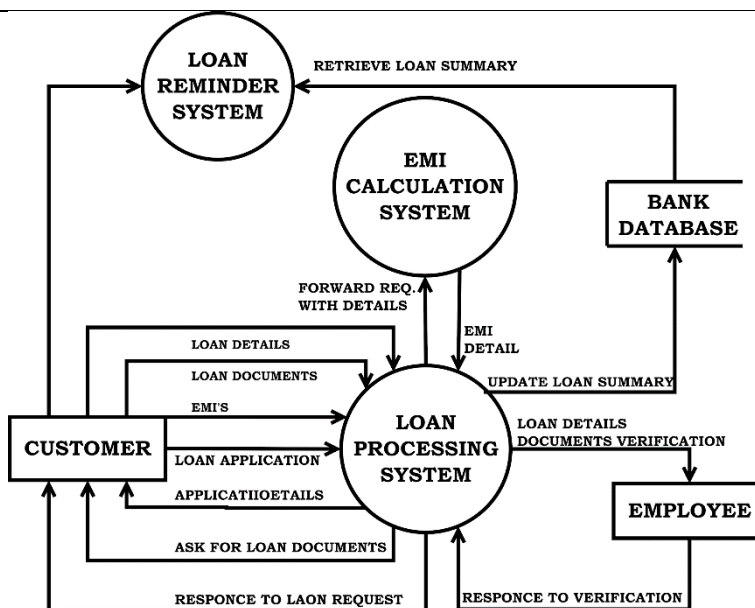 LOAN
REMINDER
SYSTEM
RETRIEVE LOAN SUMMARY
EMI
CALCULATION
SYSTEM
BANK
DATABASE
FORWARD REQ.
WITH DETAILS
EMI
DETAIL
LOAN DETAILS
LOAN DOCUMENTS
UPDATE LOAN SUMMARY
EMI'S
CUSTOMER
LOAN
PROCESSING
SYSTEM
LOAN DETAILS
DOCUMENTS VERIFICATION
LOAN APPLICATION
APPLICATIIOETAILS
EMPLOYEE
ASK FOR LOAN DOCUMENTS
RESPONCE TO LAON REQUEST
RESPONCE TO VERIFICATION